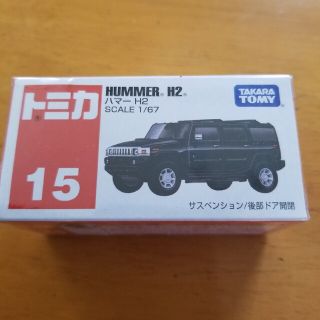 トミカ
15
HUMMER® H2®
ハマー H2
SCALE 1/67
TAKARA
TOMY
サスペンション/後部ドア開閉